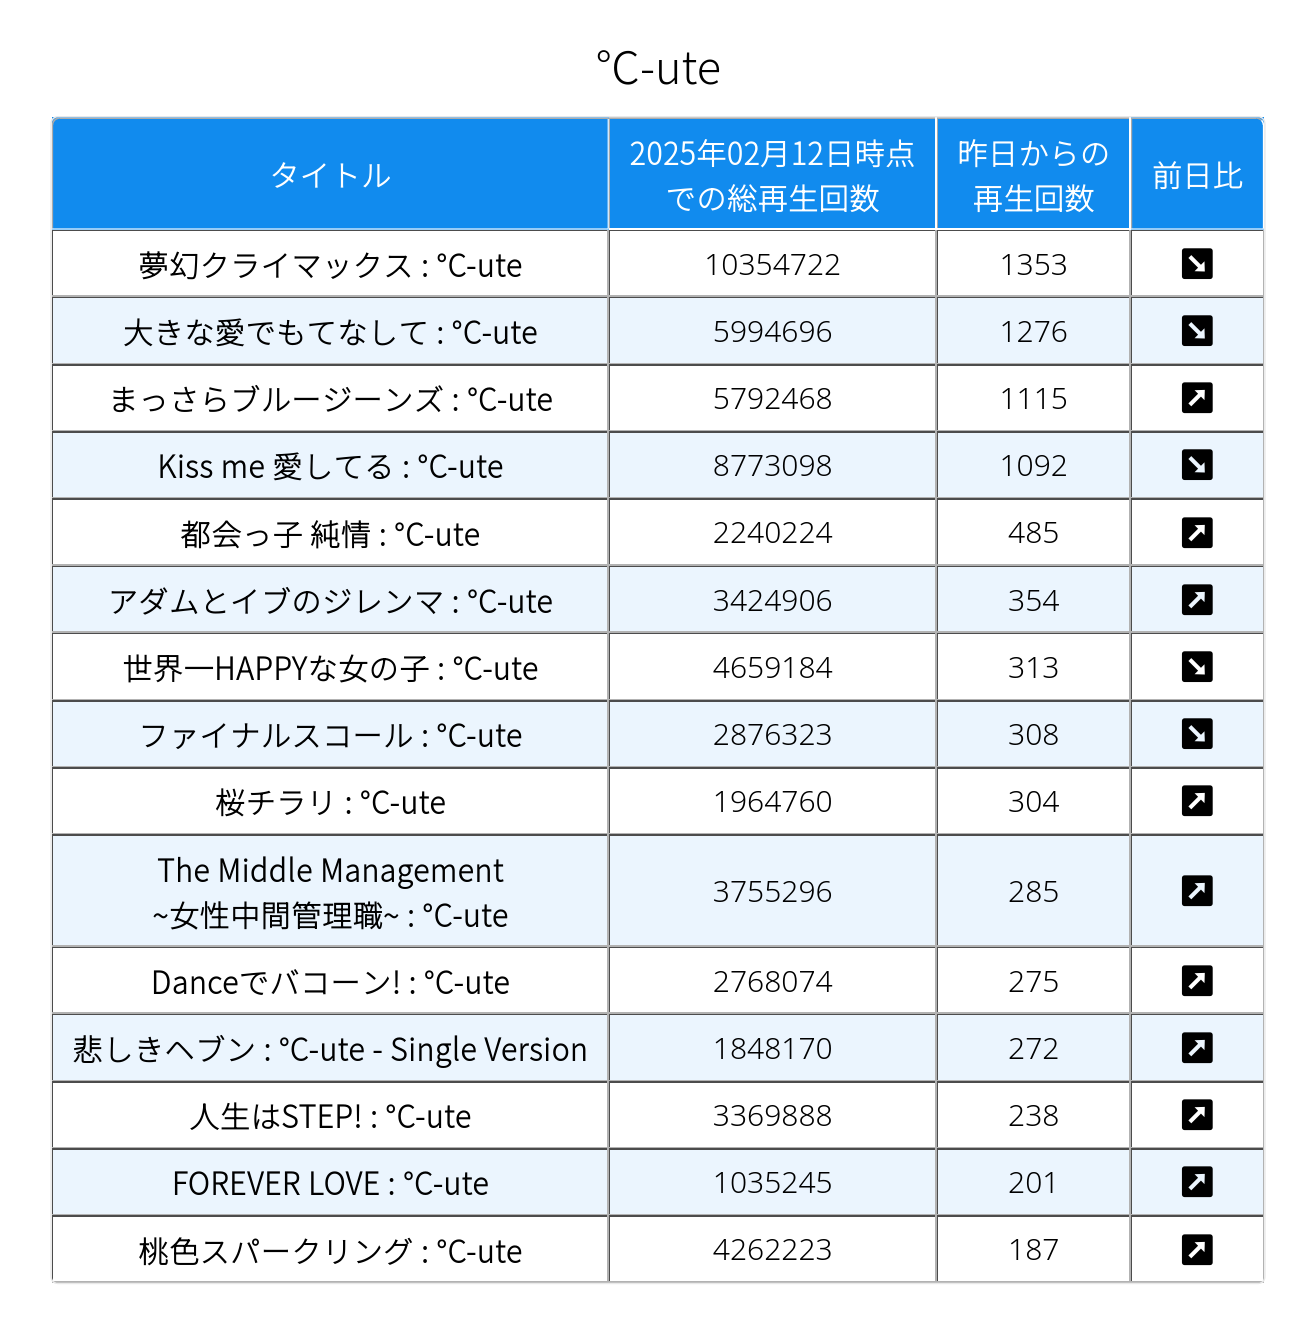 ℃-ute
タイトル
2025年02月12日時点
での総再生回数
昨日からの
再生回数
前日比
夢幻クライマックス : ℃-ute 10354722 1353 ↘
大きな愛でもてなして : ℃-ute 5994696 1276 ↘
まっさらブルージーンズ : ℃-ute 5792468 1115 ↗
Kiss me 愛してる : ℃-ute 8773098 1092 ↘
都会っ子 純情 : ℃-ute 2240224 485 ↗
アダムとイブのジレンマ : ℃-ute 3424906 354 ↗
世界一HAPPYな女の子 : ℃-ute 4659184 313 ↘
ファイナルスコール : ℃-ute 2876323 308 ↘
桜チラリ : ℃-ute 1964760 304 ↗
The Middle Management
~女性中間管理職~ : ℃-ute 3755296 285 ↗
Danceでバコーン! : ℃-ute 2768074 275 ↗
悲しきヘブン : ℃-ute - Single Version 1848170 272 ↗
人生はSTEP! : ℃-ute 3369888 238 ↗
FOREVER LOVE : ℃-ute 1035245 201 ↗
桃色スパークリング : ℃-ute 4262223 187 ↗